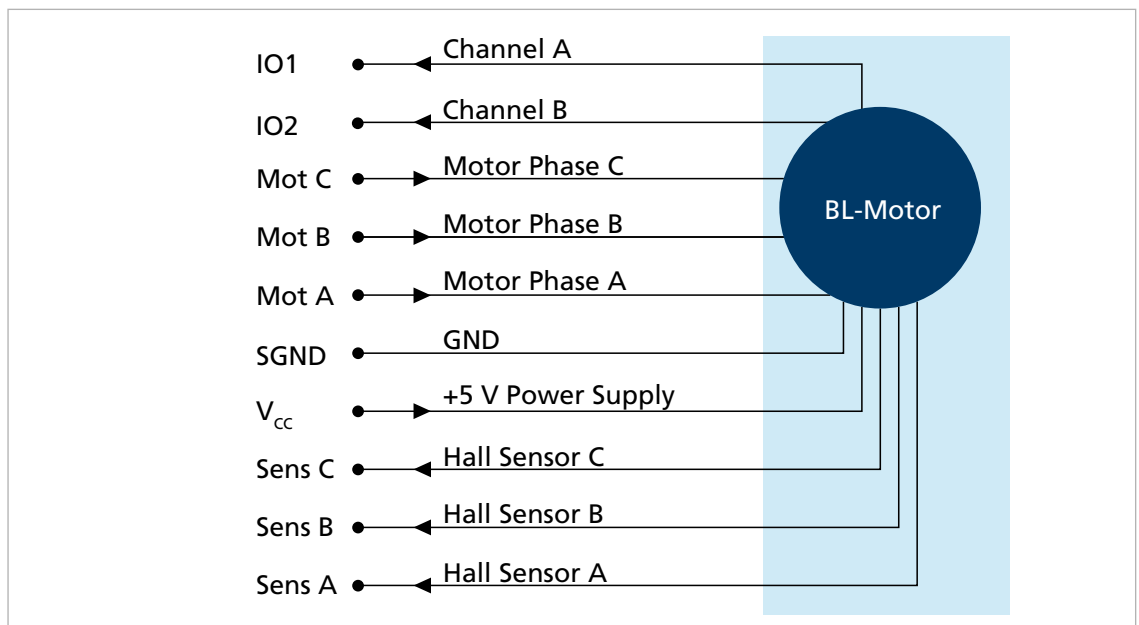 IO1 Channel A
IO2 Channel B
Mot C Motor Phase C
Mot B Motor Phase B
BL-Motor
Mot A Motor Phase A
SGND GND
Vcc +5 V Power Supply
Sens C Hall Sensor C
Sens B Hall Sensor B
Sens A Hall Sensor A